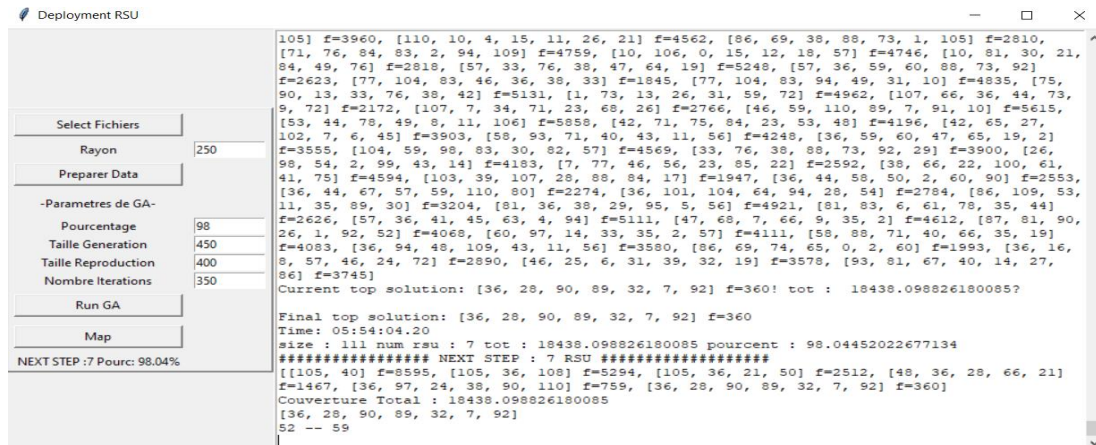 Deployment RSU
Select Fichiers
Rayon 250
Preparer Data
-Parametres de GA-
Pourcentage 98
Taille Generation 450
Taille Reproduction 400
Nombre Iterations 350
Run GA
Map
NEXT STEP :7 Pourc: 98.04%
105] f=3960, [110, 10, 4, 15, 11, 26, 21] f=4562, [86, 69, 38, 88, 73, 1, 105] f=2810,
[71, 76, 84, 83, 2, 94, 109] f=4759, [10, 106, 0, 15, 12, 18, 57] f=4746, [10, 81, 30, 21,
84, 49, 76] f=2818, [57, 33, 76, 38, 47, 64, 19] f=5248, [57, 36, 59, 60, 88, 73, 92]
f=2623, [77, 104, 83, 46, 36, 38, 33] f=1845, [77, 104, 83, 94, 49, 31, 10] f=4835, [75,
90, 13, 33, 76, 38, 42] f=5131, [1, 73, 13, 26, 31, 59, 72] f=4962, [107, 66, 36, 44, 73,
9, 72] f=2172, [107, 7, 34, 71, 23, 68, 26] f=2766, [46, 59, 110, 89, 7, 91, 10] f=5615,
[53, 44, 78, 49, 8, 11, 106] f=5858, [42, 71, 75, 84, 23, 53, 48] f=4196, [42, 65, 27,
102, 7, 6, 45] f=3903, [58, 93, 71, 40, 43, 11, 56] f=4248, [36, 59, 60, 47, 65, 19, 2]
f=3555, [104, 59, 98, 83, 30, 82, 57] f=4569, [33, 76, 38, 88, 73, 92, 29] f=3900, [26,
98, 54, 2, 99, 43, 14] f=4183, [7, 77, 46, 56, 23, 85, 22] f=2592, [38, 66, 22, 100, 61,
41, 75] f=4594, [103, 39, 107, 28, 88, 84, 17] f=1947, [36, 44, 58, 50, 2, 60, 90] f=2553,
[36, 44, 67, 57, 59, 110, 80] f=2274, [36, 101, 104, 64, 94, 28, 54] f=2784, [86, 109, 53,
11, 35, 89, 30] f=3204, [81, 36, 38, 29, 95, 5, 56] f=4921, [81, 83, 6, 61, 78, 35, 44]
f=2626, [57, 36, 41, 45, 63, 4, 94] f=5111, [47, 68, 7, 66, 9, 35, 2] f=4612, [87, 81, 90,
26, 1, 92, 52] f=4068, [60, 97, 14, 33, 35, 2, 57] f=4111, [58, 88, 71, 40, 66, 35, 19]
f=4083, [36, 94, 48, 109, 43, 11, 56] f=3580, [86, 69, 74, 65, 0, 2, 60] f=1993, [36, 16,
8, 57, 46, 24, 72] f=2890, [46, 25, 6, 31, 39, 32, 19] f=3578, [93, 81, 67, 40, 14, 27,
86] f=3745]
Current top solution: [36, 28, 90, 89, 32, 7, 92] f=360! tot :  18438.098826180085?
Final top solution: [36, 28, 90, 89, 32, 7, 92] f=360
Time: 05:54:04.20
size : 111 num rsu : 7 tot : 18438.098826180085 pourcent : 98.04452022677134
################# NEXT STEP : 7 RSU ###################
[[105, 40] f=8595, [105, 36, 108] f=5294, [105, 36, 21, 50] f=2512, [48, 36, 28, 66, 21]
f=1467, [36, 97, 24, 38, 90, 110] f=759, [36, 28, 90, 89, 32, 7, 92] f=360]
Couverture Total : 18438.098826180085
[36, 28, 90, 89, 32, 7, 92]
52 -- 59